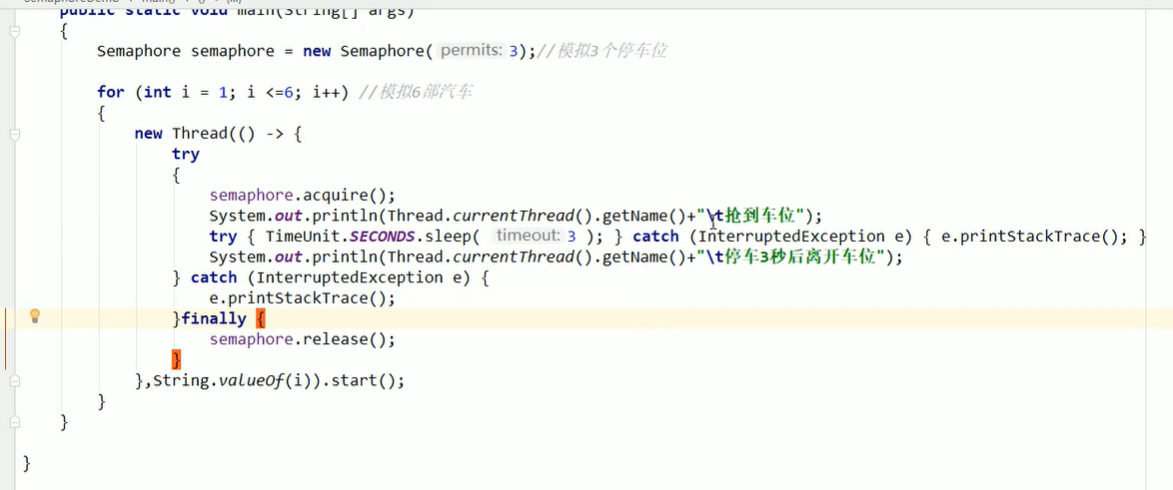 public static void main(String[] args)
{
Semaphore semaphore = new Semaphore( permits: 3);//模拟3个停车位
for (int i = 1; i <=6; i++) //模拟6部汽车
{
new Thread(() -> {
try
{
semaphore.acquire();
System.out.println(Thread.currentThread().getName()+"\t抢到车位");
try { TimeUnit.SECONDS.sleep( timeout: 3 ); } catch (InterruptedException e) { e.printStackTrace(); }
System.out.println(Thread.currentThread().getName()+"\t停车3秒后离开车位");
} catch (InterruptedException e) {
e.printStackTrace();
}finally {
semaphore.release();
}
},String.valueOf(i)).start();
}
}
}